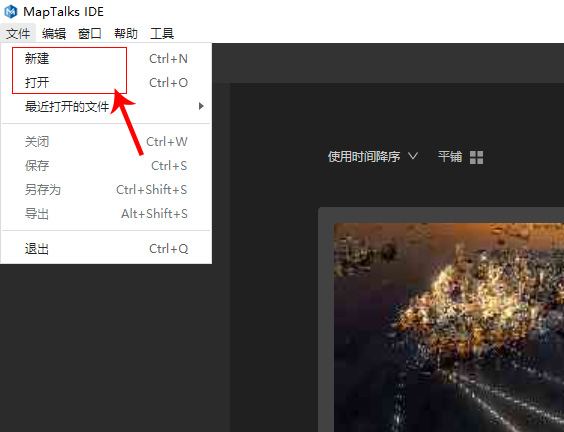 MapTalks IDE
文件 编辑 窗口 帮助 工具
新建 Ctrl+N
打开 Ctrl+O
最近打开的文件
关闭 Ctrl+W
保存 Ctrl+S
另存为 Ctrl+Shift+S
导出 Alt+Shift+S
退出 Ctrl+Q
使用时间降序 平铺